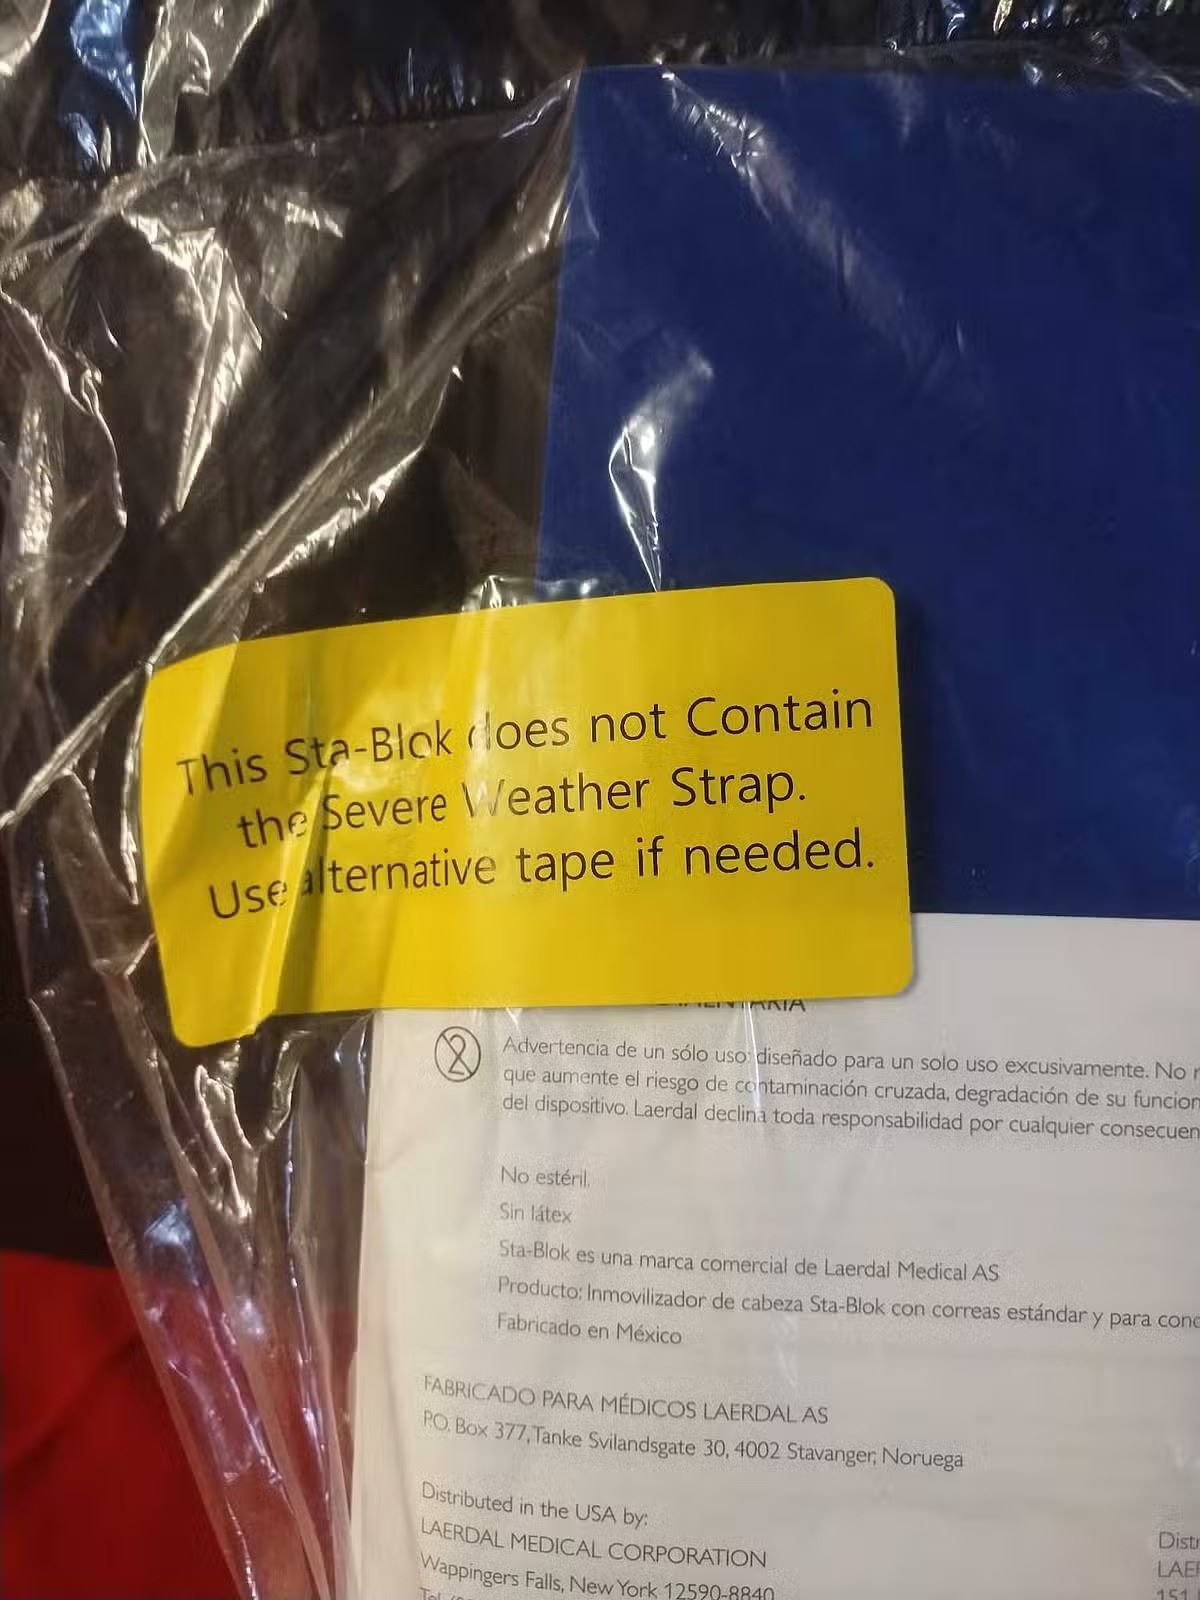 This Sta-Blok does not Contain
the Severe Weather Strap.
Use alternative tape if needed.
Advertencia de un sólo uso: diseñado para un solo uso excusivamente. No
que aumente el riesgo de contaminación cruzada, degradación de su
del dispositivo. Laerdal declina toda responsabilidad por cualquier
No estéril.
Sin látex
Sta-Blok es una marca comercial de Laerdal Medical AS
Producto: Inmovilizador de cabeza Sta-Blok con correas estándar y para
Fabricado en México
FABRICADO PARA MÉDICOS LAERDAL AS
P.O. Box 377, Tanke Svilandsgate 30, 4002 Stavanger, Noruega
Distributed in the USA by:
LAERDAL MEDICAL CORPORATION
Wappingers Falls, New York 12590-8840